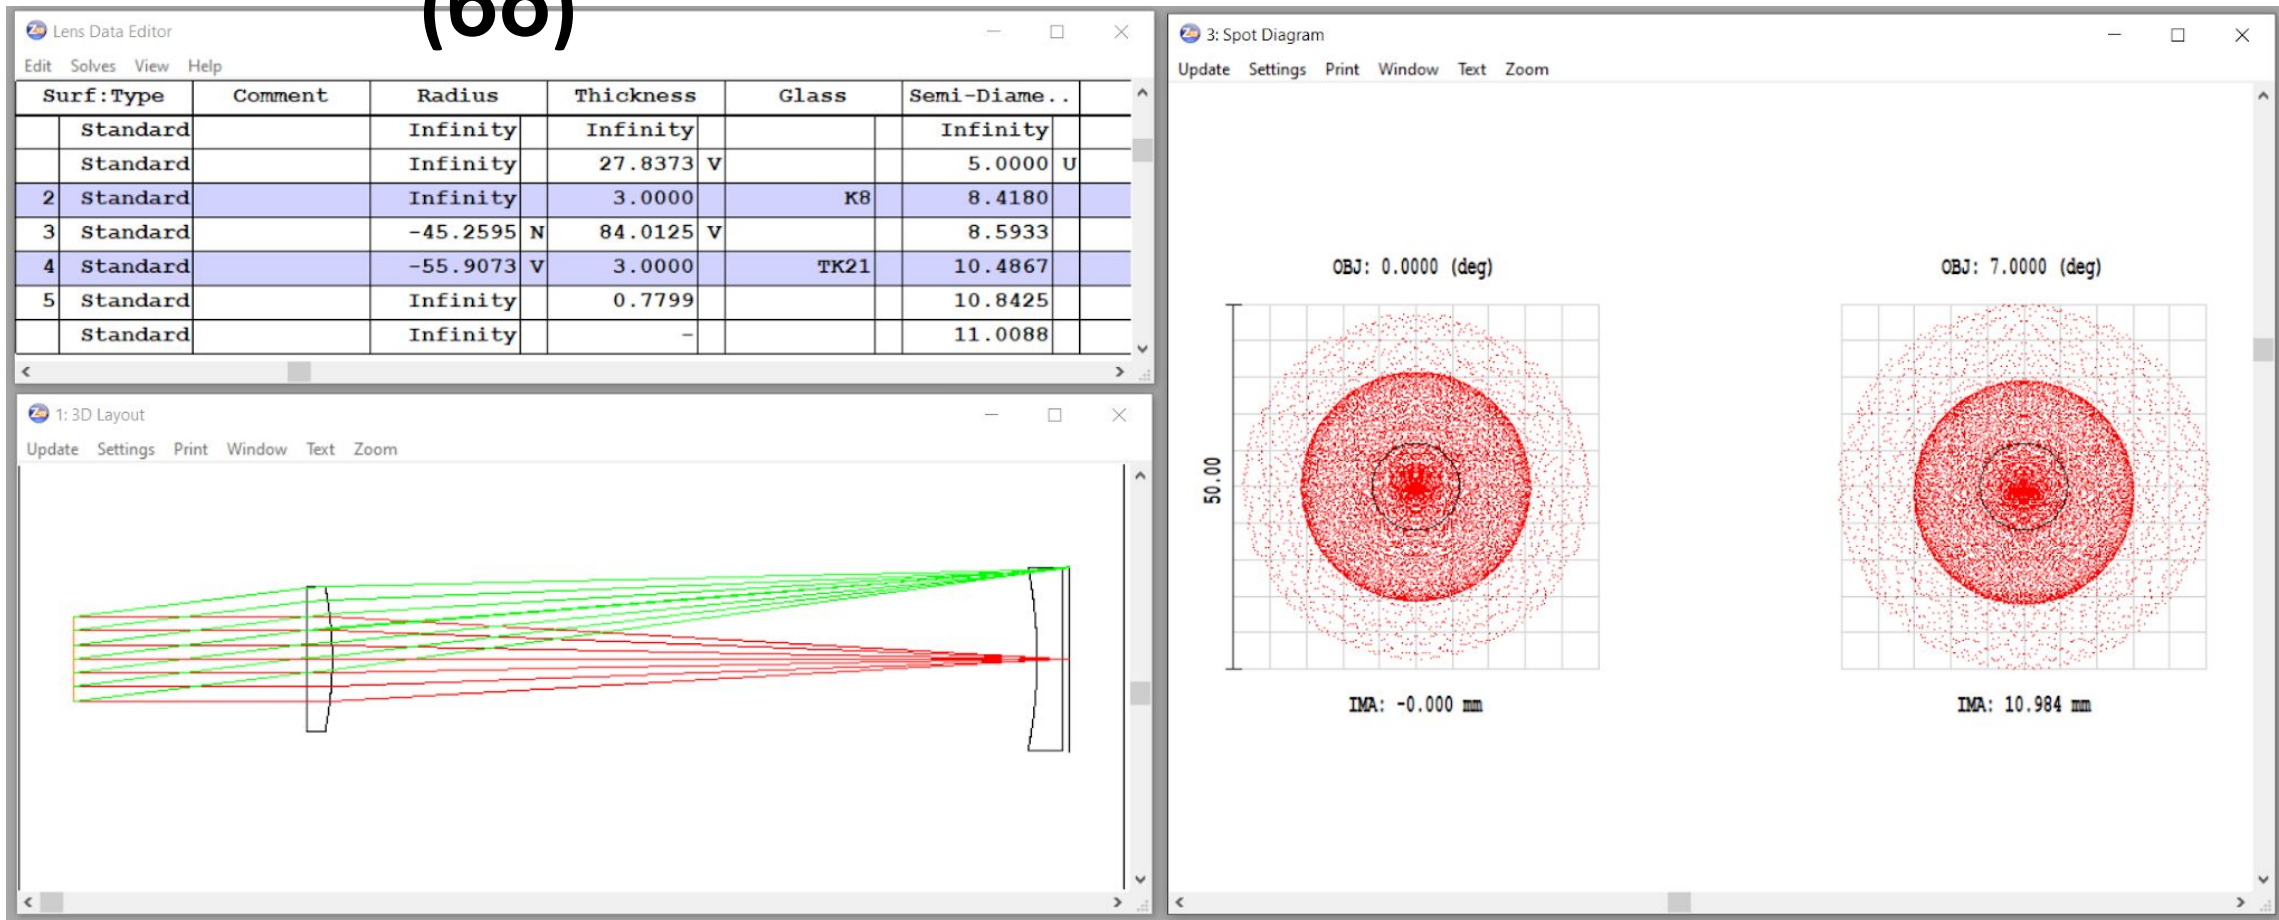 (6б)
Lens Data Editor
Edit Solves View Help
Surf:Type Comment Radius Thickness Glass Semi-Diame..
Standard Infinity Infinity Infinity
Standard Infinity 27.8373 V 5.0000 U
2 Standard Infinity 3.0000 K8 8.4180
3 Standard -45.2595 N 84.0125 V 8.5933
4 Standard -55.9073 V 3.0000 TK21 10.4867
5 Standard Infinity 0.7799 10.8425
Standard Infinity - 11.0088
1: 3D Layout
Update Settings Print Window Text Zoom
3: Spot Diagram
Update Settings Print Window Text Zoom
OBJ: 0.0000 (deg)
OBJ: 7.0000 (deg)
50.00
IMA: -0.000 mm
IMA: 10.984 mm